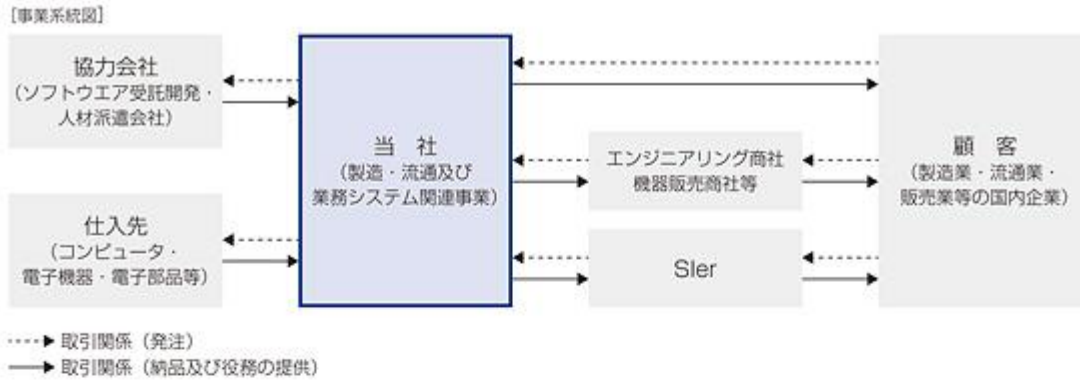 [事業系統図]
協力会社
（ソフトウエア受託開発・
人材派遣会社）
仕入先
（コンピュータ・
電子機器・電子部品等）
当　社
（製造・流通及び
業務システム関連事業）
エンジニアリング商社
機器販売商社等
SIer
顧　客
（製造業・流通業・
販売業等の国内企業）
取引関係（発注）
取引関係（納品及び役務の提供）